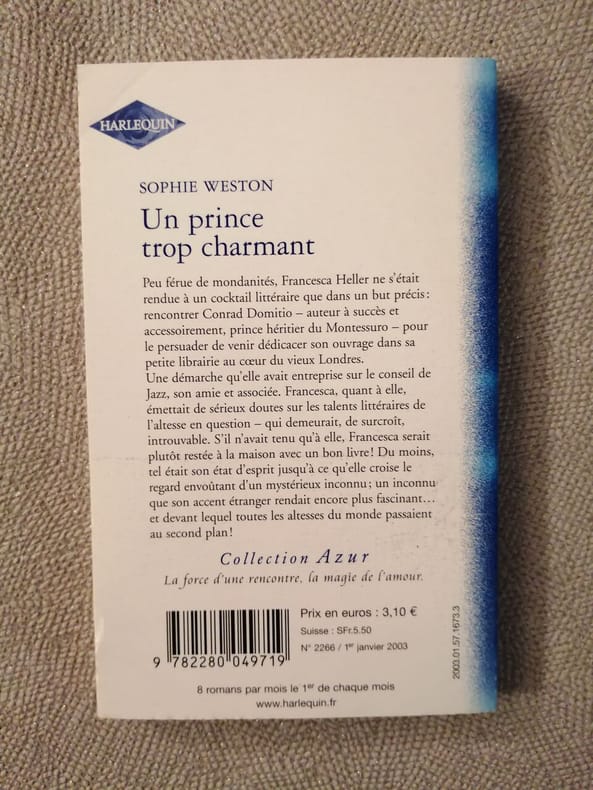 HARLEQUIN
SOPHIE WESTON
Un prince
trop charmant
Peu férue de mondanités, Francesca Heller ne s'était
rendue à un cocktail littéraire que dans un but précis :
rencontrer Conrad Domitio – auteur à succès et
accessoirement, prince héritier du Montessuro – pour
le persuader de venir dédicacer son ouvrage dans sa
petite librairie au cœur du vieux Londres.
Une démarche qu'elle avait entreprise sur le conseil de
Jazz, son amie et associée. Francesca, quant à elle,
émettait de sérieux doutes sur les talents littéraires de
l'altesse en question – qui demeurait, de surcroît,
introuvable. S'il n'avait tenu qu'à elle, Francesca serait
plutôt restée à la maison avec un bon livre ! Du moins,
tel était son état d'esprit jusqu'à ce qu'elle croise le
regard envoûtant d'un mystérieux inconnu ; un inconnu
que son accent étranger rendait encore plus fascinant…
et devant lequel toutes les altesses du monde passaient
au second plan !
Collection Azur
La force d'une rencontre, la magie de l'amour.
Prix en euros : 3,10 €
Suisse : SFr.5.50
N° 2266 / 1er janvier 2003
9 782280 049719
2003.01.57.1673.3
8 romans par mois le 1er de chaque mois
www.harlequin.fr